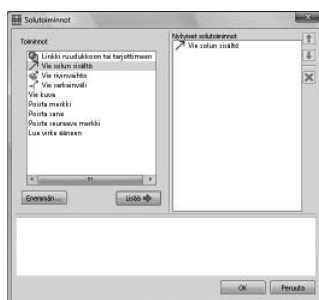 Solutoiminnot
Toiminnot
Linkki ruudukkoon tai tarjottimeen
Vie solun sisältö
Vie rivinvaihto
Vie sarkainväli
Vie kuva
Poista merkki
Poista sana
Poista seuraava merkki
Lue virke ääneen
Enemmän...
Lisää
Nykyiset solutoiminnot
Vie solun sisältö
OK
Peruuta